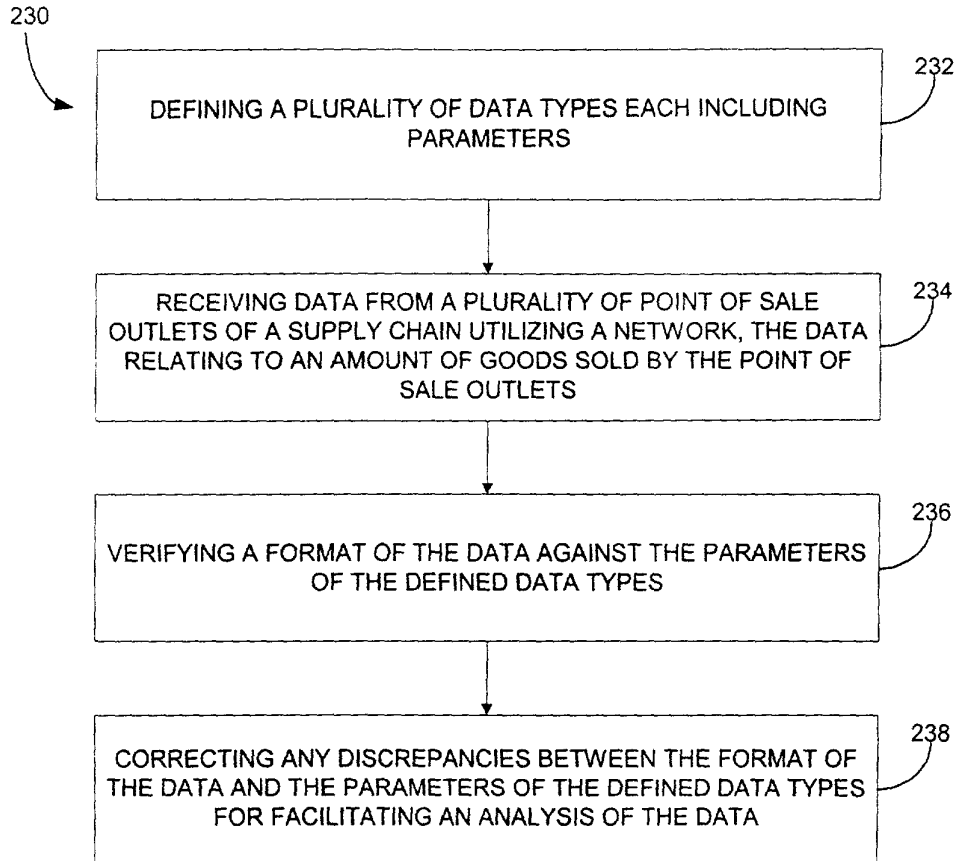 230
232
DEFINING A PLURALITY OF DATA TYPES EACH INCLUDING
PARAMETERS
234
RECEIVING DATA FROM A PLURALITY OF POINT OF SALE
OUTLETS OF A SUPPLY CHAIN UTILIZING A NETWORK, THE DATA
RELATING TO AN AMOUNT OF GOODS SOLD BY THE POINT OF
SALE OUTLETS
236
VERIFYING A FORMAT OF THE DATA AGAINST THE PARAMETERS
OF THE DEFINED DATA TYPES
238
CORRECTING ANY DISCREPANCIES BETWEEN THE FORMAT OF
THE DATA AND THE PARAMETERS OF THE DEFINED DATA TYPES
FOR FACILITATING AN ANALYSIS OF THE DATA